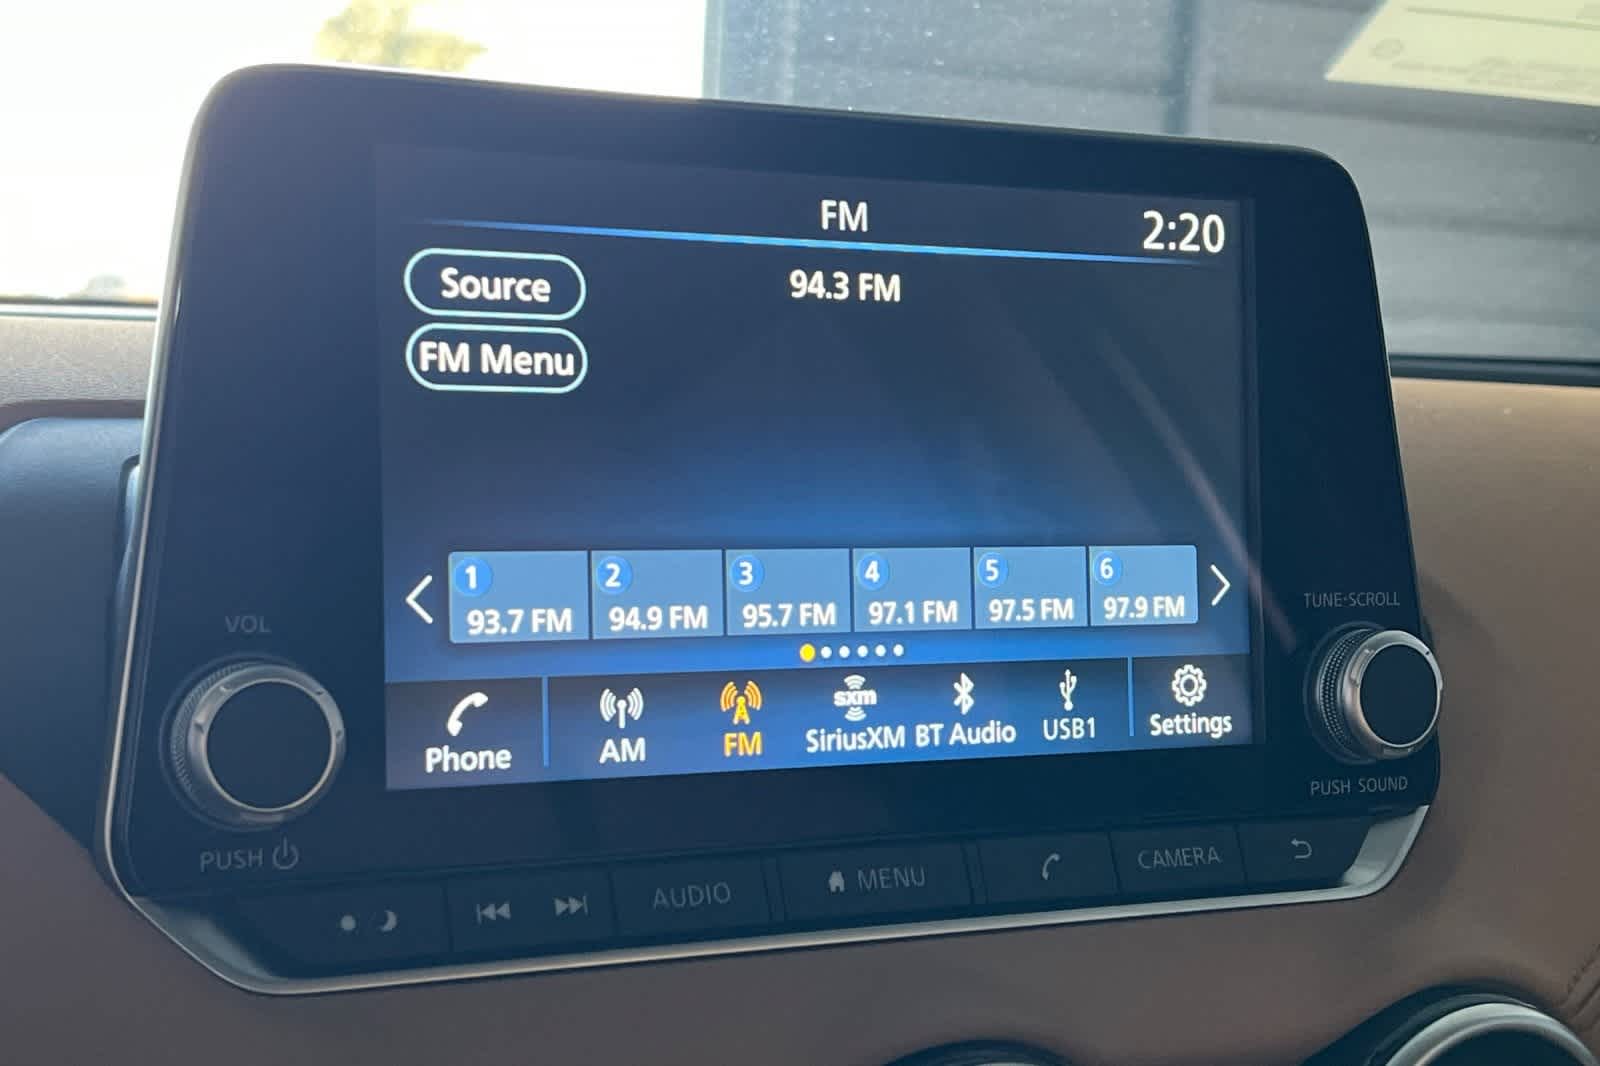 FM
2:20
Source
94.3 FM
FM Menu
1 2 3 4 5 6
93.7 FM 94.9 FM 95.7 FM 97.1 FM 97.5 FM 97.9 FM
VOL
TUNE·SCROLL
Phone
AM
FM
sxm
SiriusXM
BT Audio
USB1
Settings
PUSH
PUSH SOUND
AUDIO
MENU
CAMERA